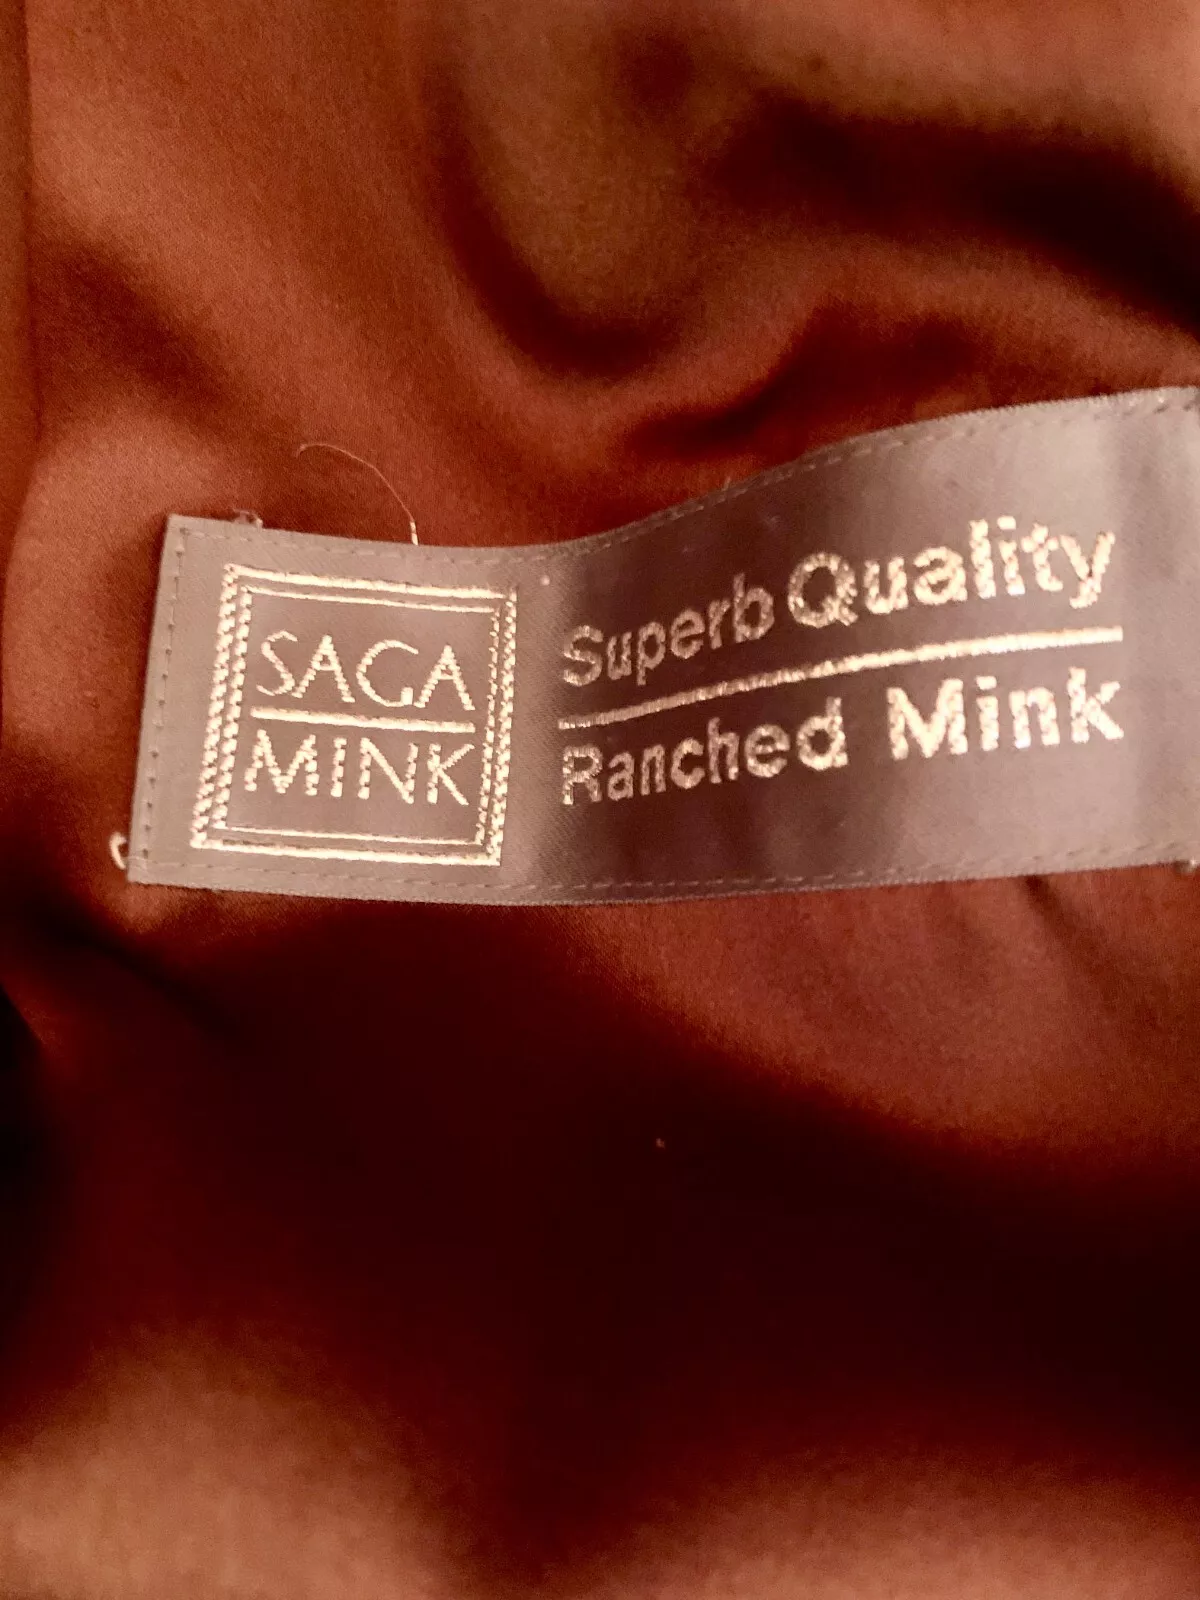 SAGA
MINK
Superb Quality
Ranched Mink